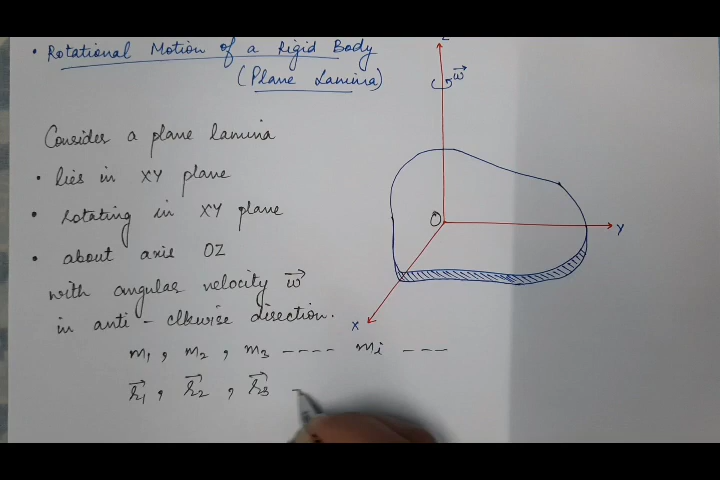 • Rotational Motion of a Rigid Body
(Plane Lamina)
Z
ω⃗
Consider a plane lamina
• lies in XY plane
• rotating in XY plane
• about axis OZ
with angular velocity ω⃗
in anti-clkwise direction.
O
Y
X
m₁ , m₂ , m₃ ---- mᵢ ---
r⃗₁ , r⃗₂ , r⃗₃ -